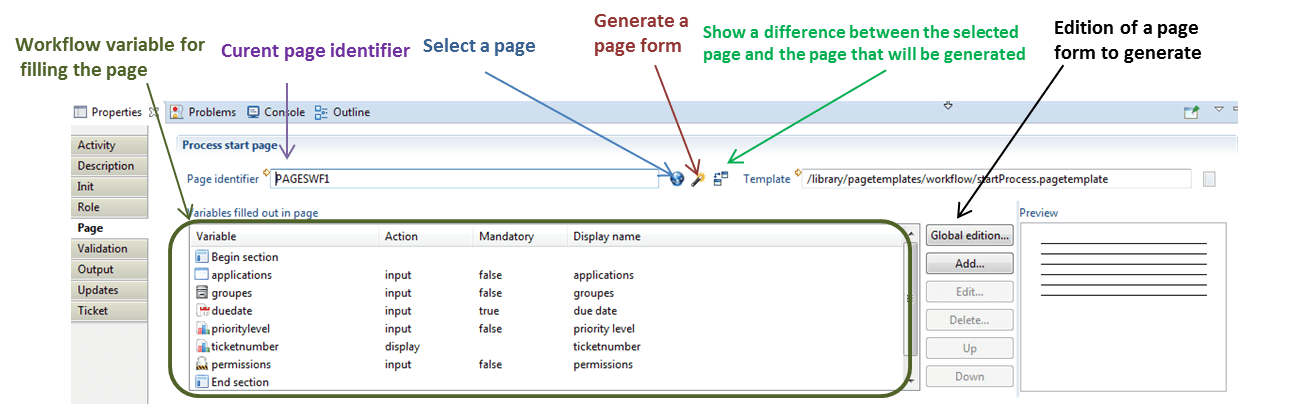 Workflow variable for
filling the page
Curent page identifier
Select a page
Generate a
page form
Show a difference between the selected
page and the page that will be generated
Edition of a page
form to generate
Properties
Problems
Console
Outline
Activity
Description
Init
Role
Page
Validation
Output
Updates
Ticket
Process start page
Page identifier PAGESWF1
Template /library/pagetemplates/workflow/startProcess.pagetemplate
Variables filled out in page
Variable Action Mandatory Display name
Begin section
applications input false applications
groupes input false groupes
duedate input true due date
prioritylevel input false priority level
ticketnumber display ticketnumber
permissions input false permissions
End section
Global edition...
Add...
Edit...
Delete...
Up
Down
Preview